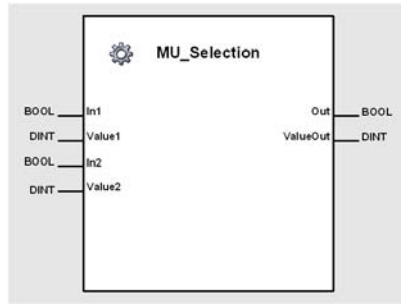 MU_Selection
BOOL In1 Out BOOL
DINT Value1 ValueOut DINT
BOOL In2
DINT Value2